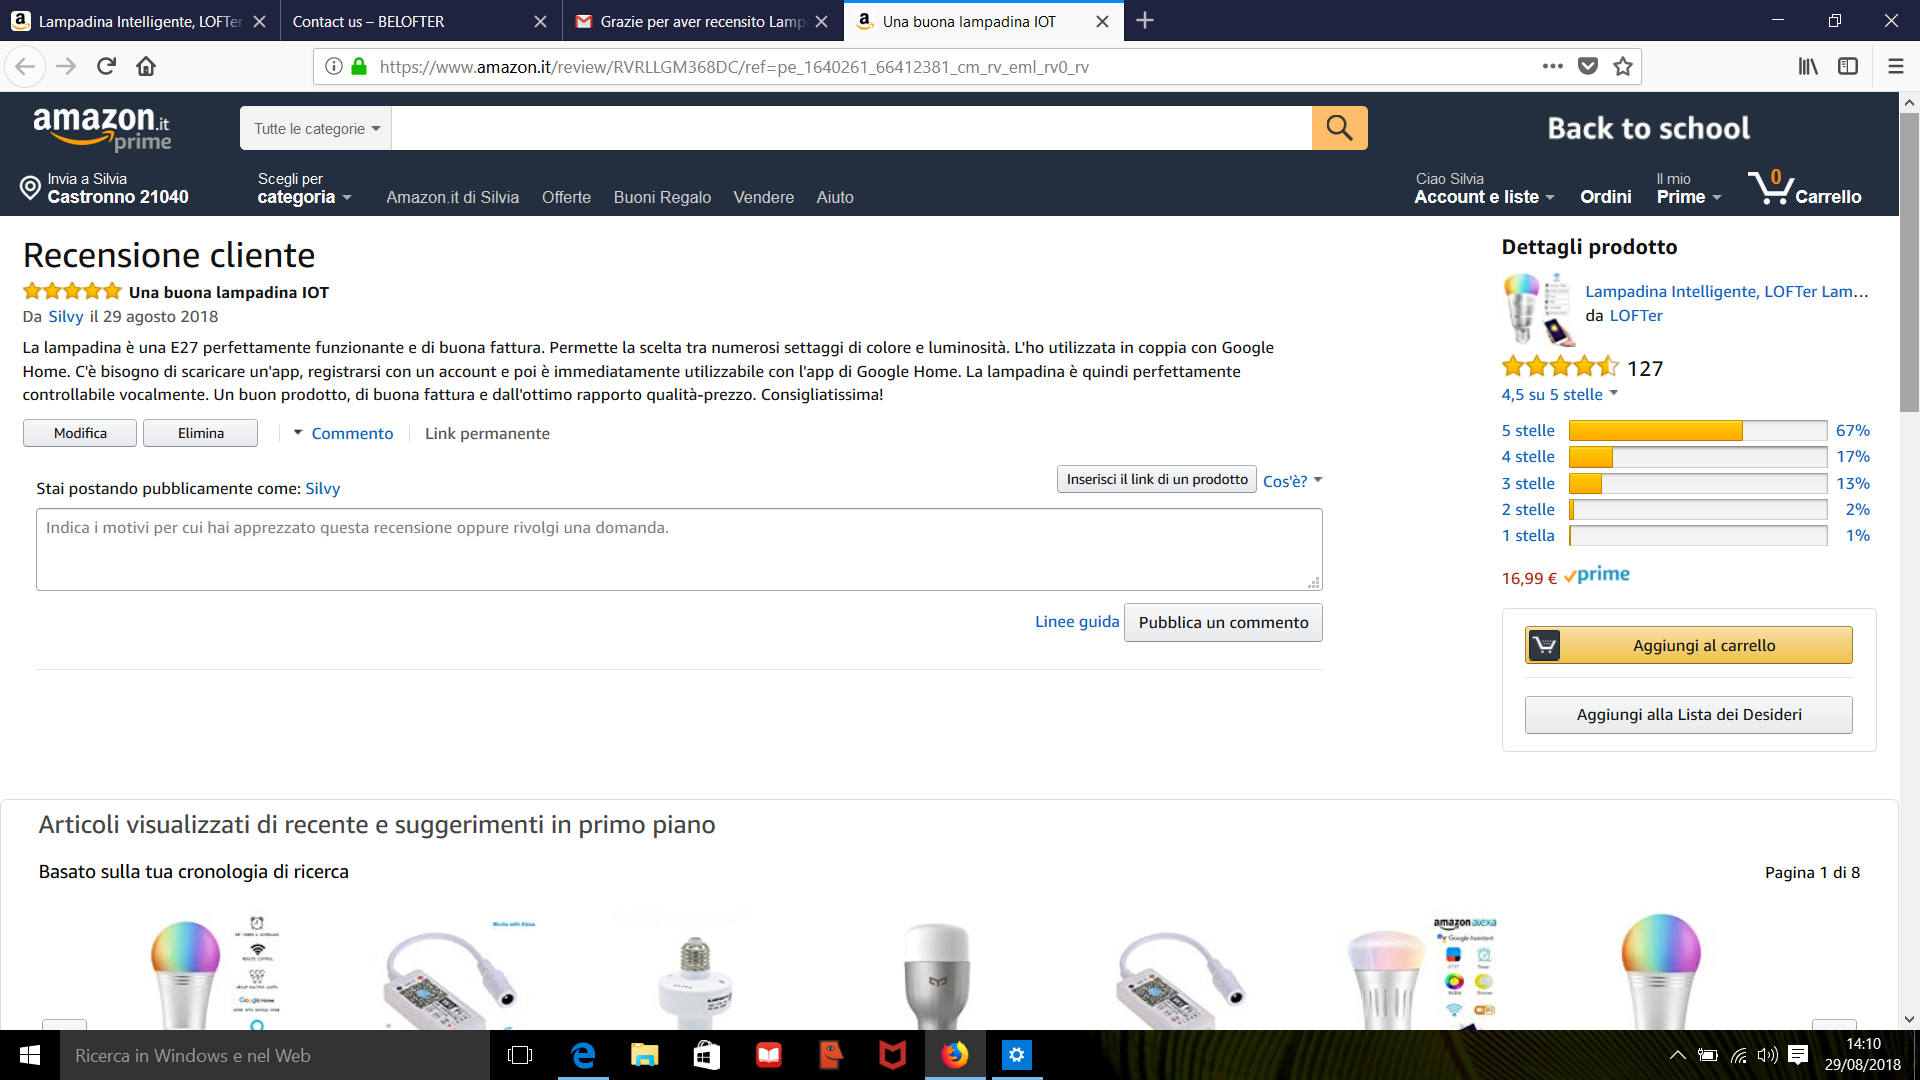 Lampadina Intelligente, LOFTer
Contact us – BELOFTER
Grazie per aver recensito Lamp
Una buona lampadina IOT
https://www.amazon.it/review/RVRLLGM368DC/ref=pe_1640261_66412381_cm_rv_eml_rv0_rv
amazon.it
prime
Tutte le categorie
Back to school
Invia a Silvia
Castronno 21040
Scegli per
categoria
Amazon.it di Silvia
Offerte
Buoni Regalo
Vendere
Aiuto
Ciao Silvia
Account e liste
Ordini
Il mio
Prime
0
Carrello
Recensione cliente
Una buona lampadina IOT
Da Silvy il 29 agosto 2018
La lampadina è una E27 perfettamente funzionante e di buona fattura. Permette la scelta tra numerosi settaggi di colore e luminosità. L'ho utilizzata in coppia con Google
Home. C'è bisogno di scaricare un'app, registrarsi con un account e poi è immediatamente utilizzabile con l'app di Google Home. La lampadina è quindi perfettamente
controllabile vocalmente. Un buon prodotto, di buona fattura e dall'ottimo rapporto qualità-prezzo. Consigliatissima!
Modifica
Elimina
Commento
Link permanente
Stai postando pubblicamente come: Silvy
Inserisci il link di un prodotto
Cos'è?
Indica i motivi per cui hai apprezzato questa recensione oppure rivolgi una domanda.
Linee guida
Pubblica un commento
Dettagli prodotto
Lampadina Intelligente, LOFTer Lam...
da LOFTer
127
4,5 su 5 stelle
5 stelle 67%
4 stelle 17%
3 stelle 13%
2 stelle 2%
1 stella 1%
16,99 € prime
Aggiungi al carrello
Aggiungi alla Lista dei Desideri
Articoli visualizzati di recente e suggerimenti in primo piano
Basato sulla tua cronologia di ricerca
Pagina 1 di 8
Google Home
Works with Alexa
amazon alexa
Google Assistant
Ricerca in Windows e nel Web
14:10
29/08/2018